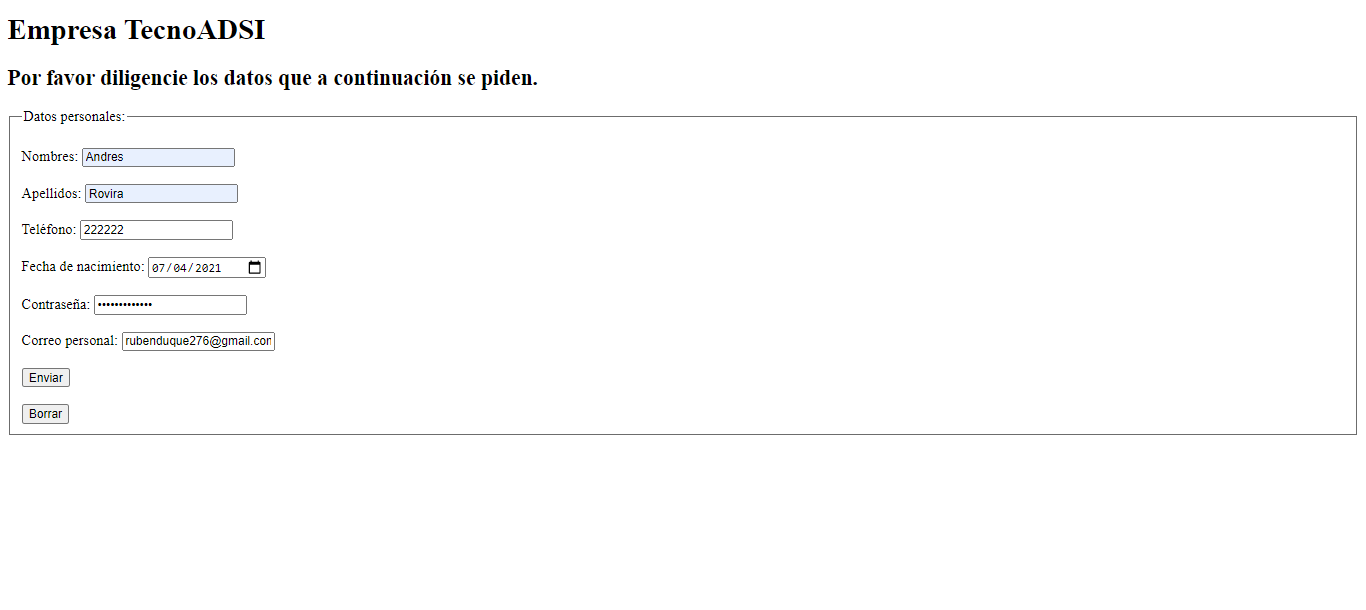 Empresa TecnoADSI
Por favor diligencie los datos que a continuación se piden.
Datos personales:
Nombres: Andres
Apellidos: Rovira
Teléfono: 222222
Fecha de nacimiento: 07/04/2021
Contraseña: •••••••••••••
Correo personal: rubenduque276@gmail.com
Enviar
Borrar